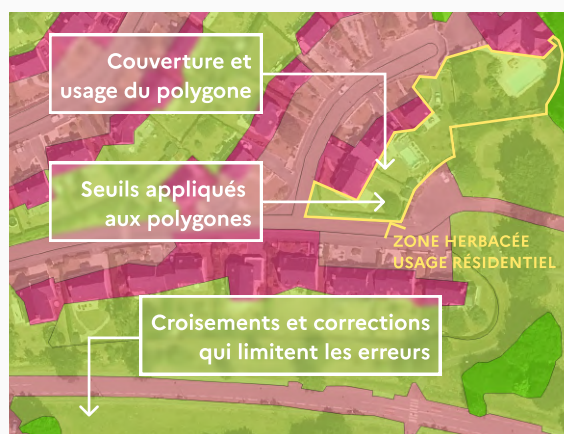 Couverture et
usage du polygone
Seuils appliqués
aux polygones
ZONE HERBACÉE
USAGE RÉSIDENTIEL
Croisements et corrections
qui limitent les erreurs